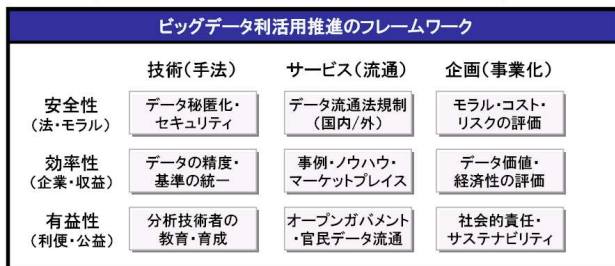 ビッグデータ利活用推進のフレームワーク
技術(手法) サービス(流通) 企画(事業化)
安全性
(法・モラル)
データ秘匿化・
セキュリティ
データ流通法規制
(国内/外)
モラル・コスト・
リスクの評価
効率性
(企業・収益)
データの精度・
基準の統一
事例・ノウハウ・
マーケットプレイス
データ価値・
経済性の評価
有益性
(利便・公益)
分析技術者の
教育・育成
オープンガバメント
・官民データ流通
社会的責任・
サステナビリティ